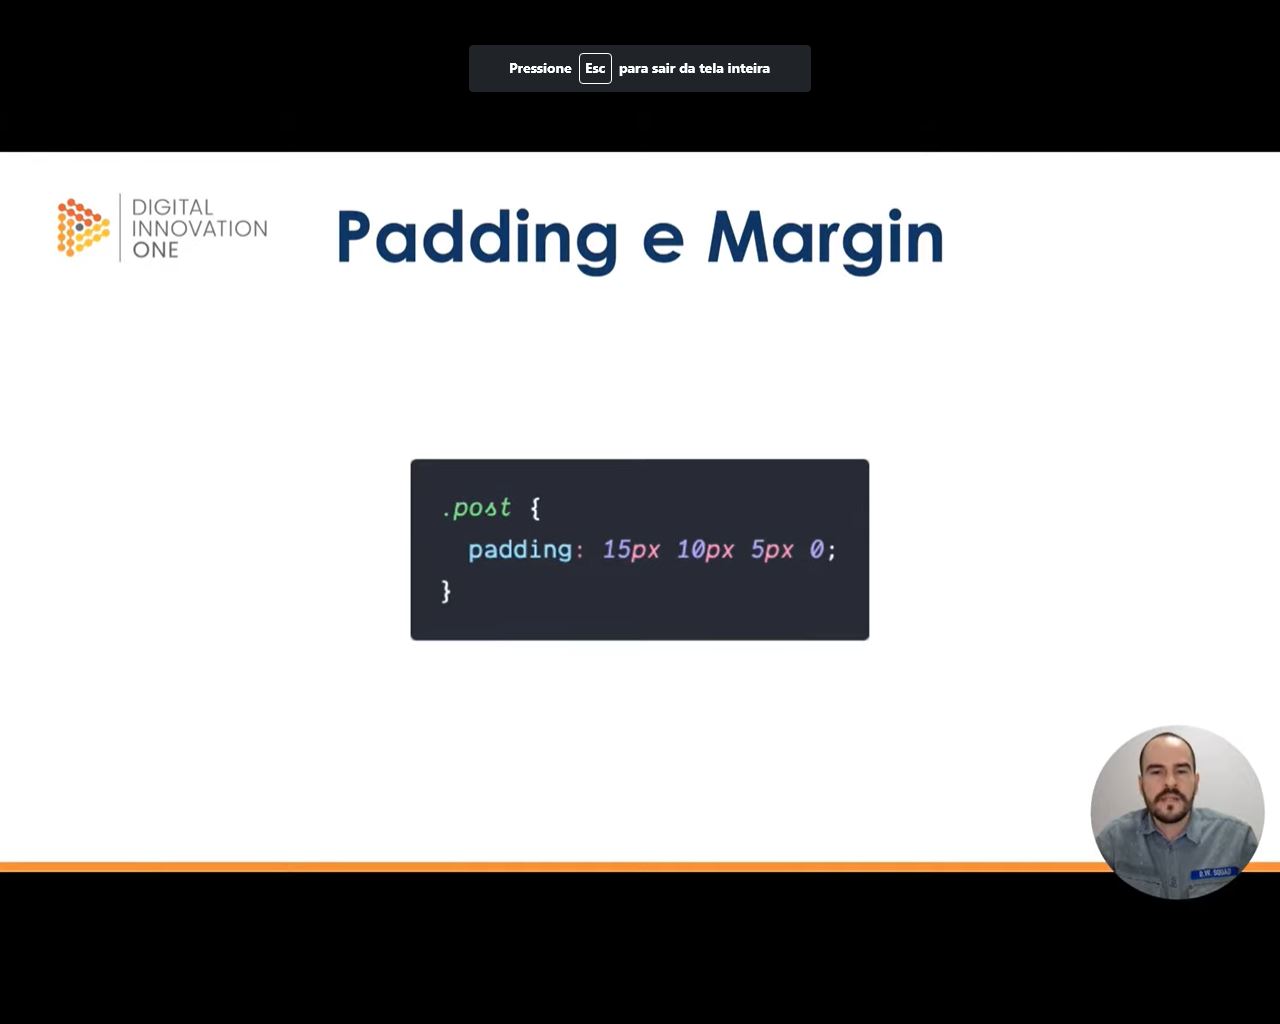 Pressione Esc para sair da tela inteira
DIGITAL
INNOVATION
ONE
Padding e Margin
.post {
padding: 15px 10px 5px 0;
}
D.W. SQUAD